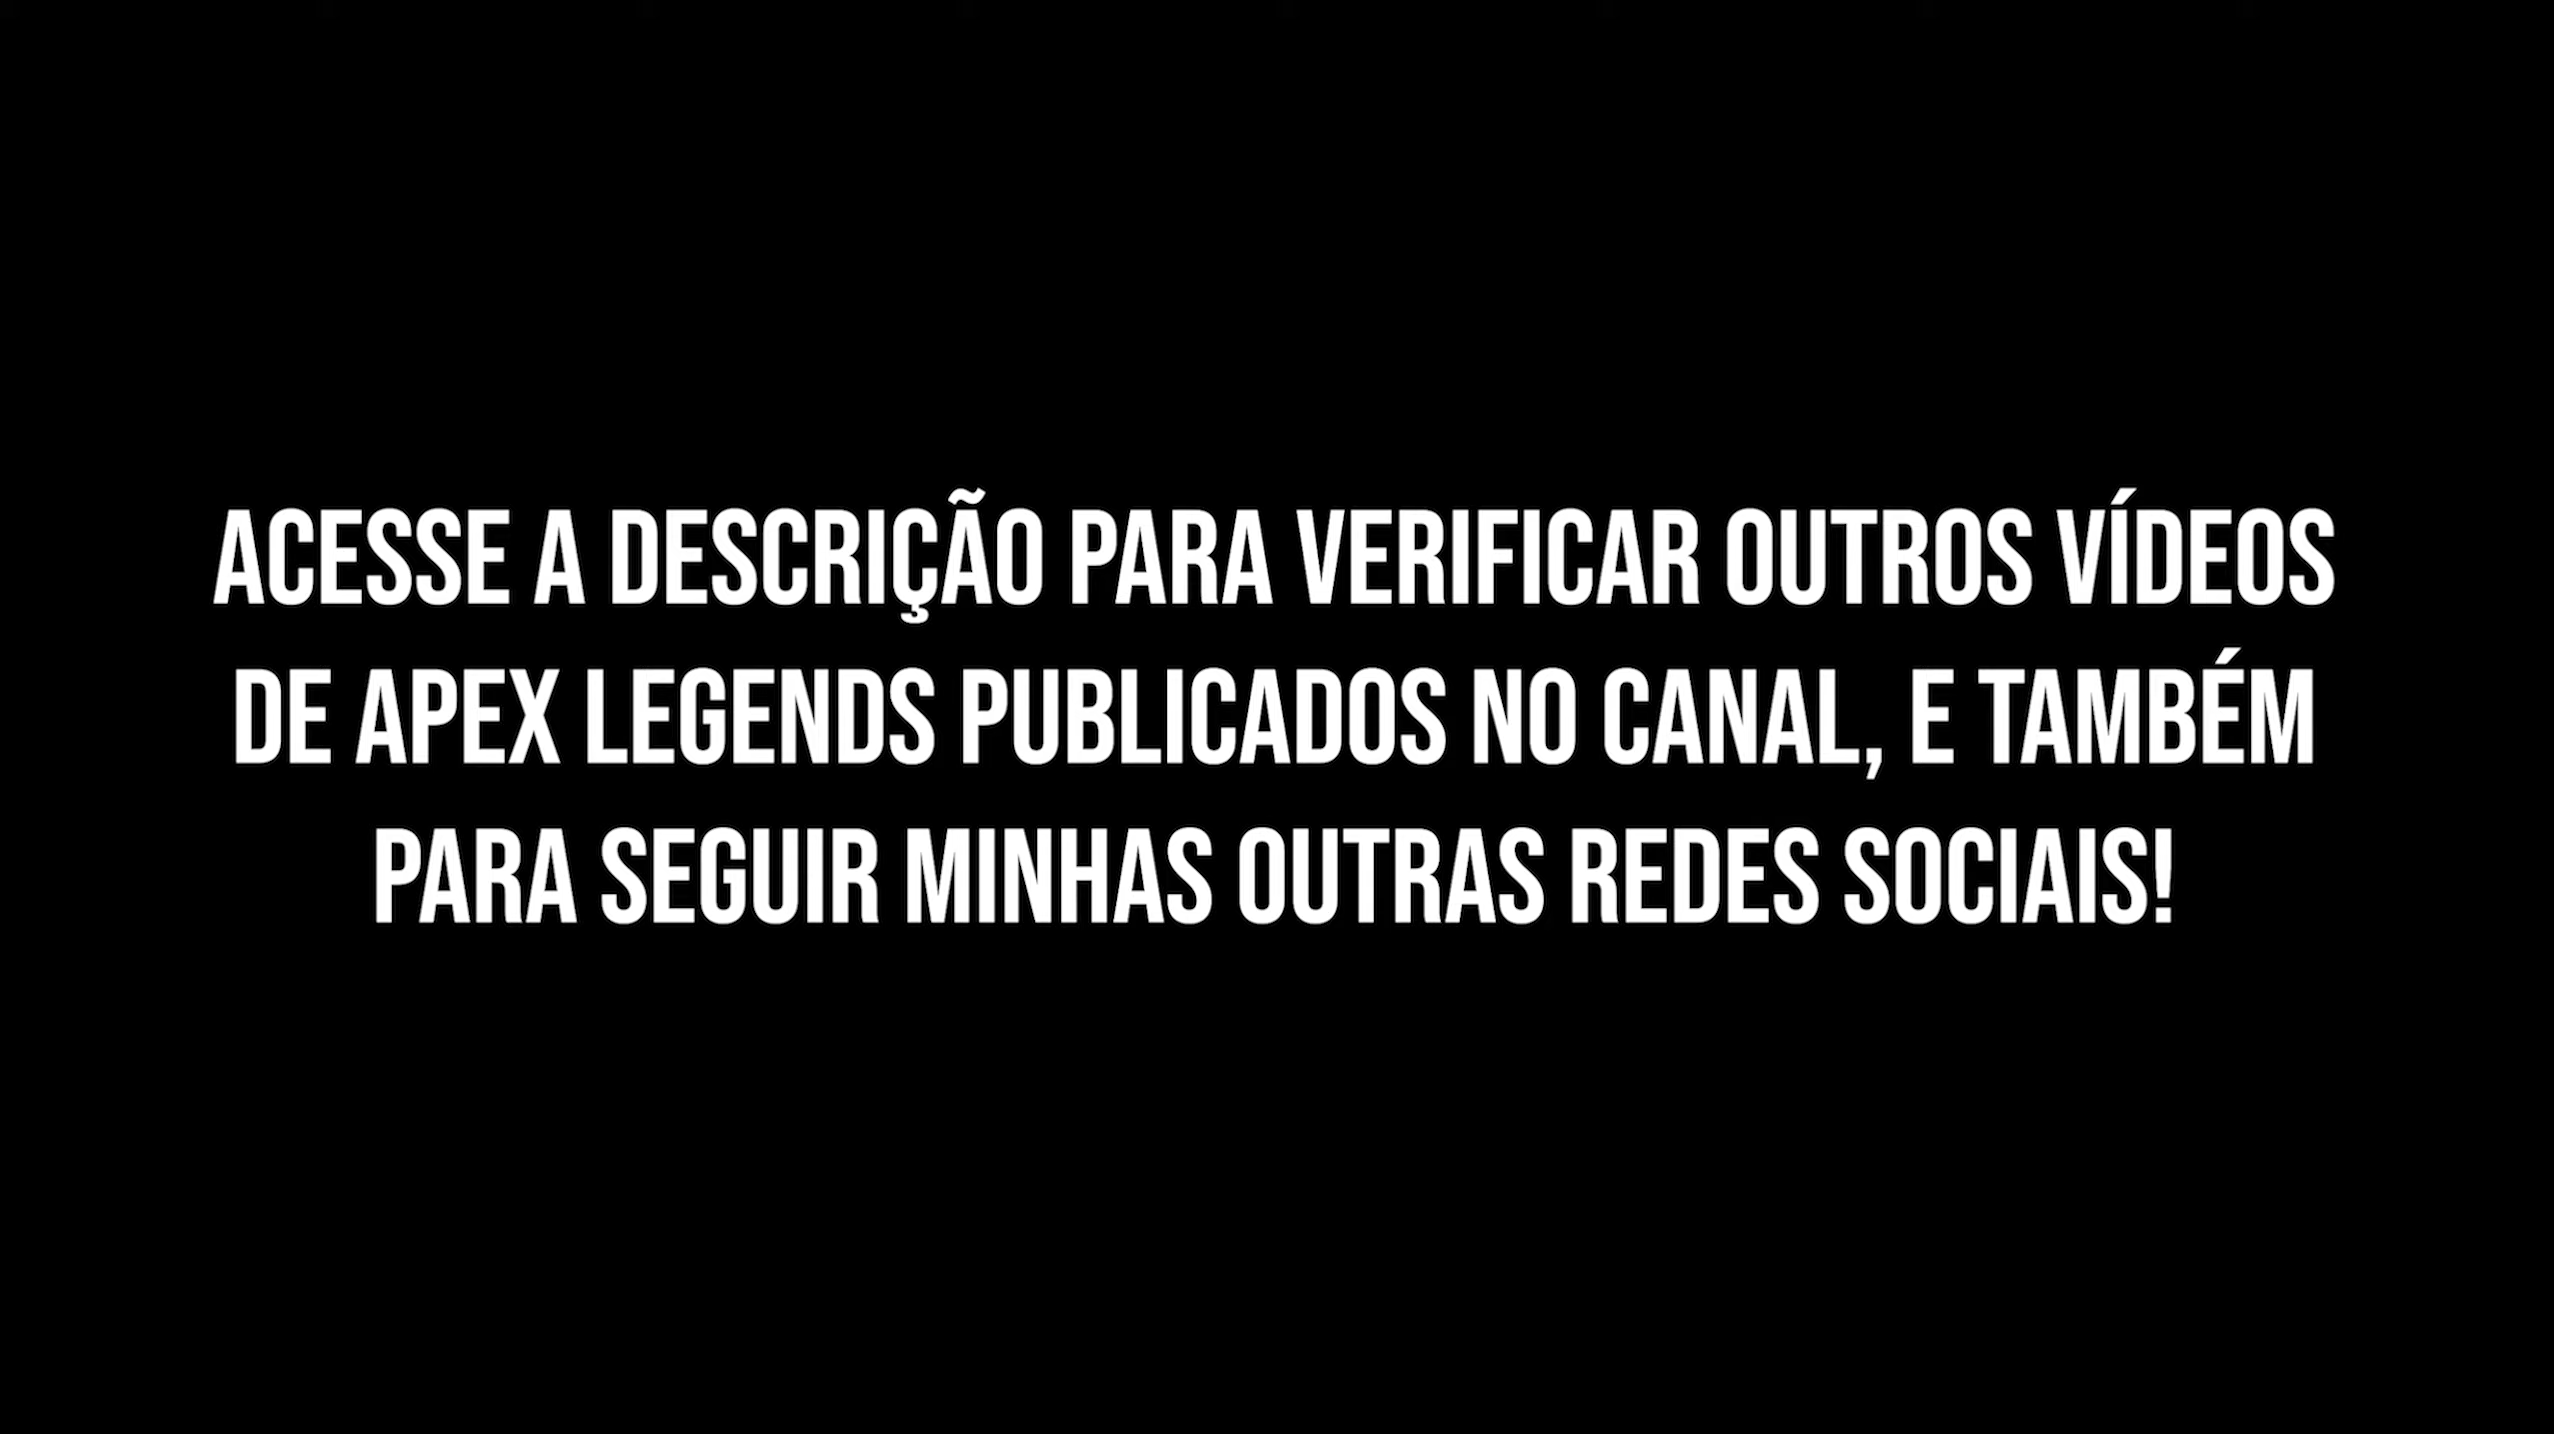 ACESSE A DESCRIÇÃO PARA VERIFICAR OUTROS VÍDEOS
DE APEX LEGENDS PUBLICADOS NO CANAL, E TAMBÉM
PARA SEGUIR MINHAS OUTRAS REDES SOCIAIS!